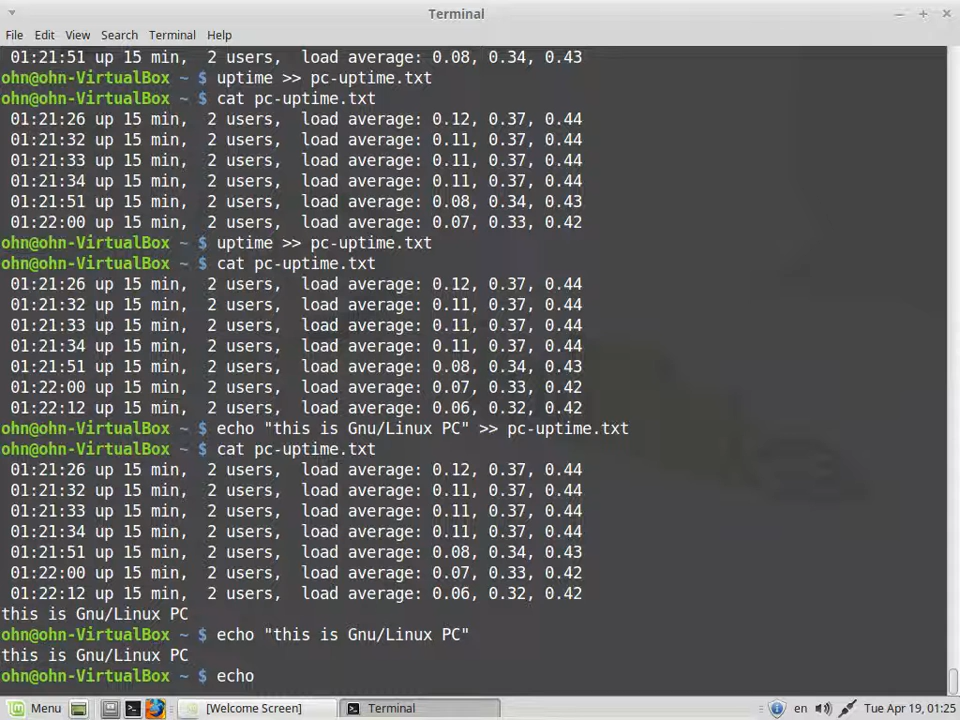 Terminal
File Edit View Search Terminal Help
01:21:51 up 15 min,  2 users,  load average: 0.08, 0.34, 0.43
ohn@ohn-VirtualBox ~ $ uptime >> pc-uptime.txt
ohn@ohn-VirtualBox ~ $ cat pc-uptime.txt
01:21:26 up 15 min,  2 users,  load average: 0.12, 0.37, 0.44
01:21:32 up 15 min,  2 users,  load average: 0.11, 0.37, 0.44
01:21:33 up 15 min,  2 users,  load average: 0.11, 0.37, 0.44
01:21:34 up 15 min,  2 users,  load average: 0.11, 0.37, 0.44
01:21:51 up 15 min,  2 users,  load average: 0.08, 0.34, 0.43
01:22:00 up 15 min,  2 users,  load average: 0.07, 0.33, 0.42
ohn@ohn-VirtualBox ~ $ uptime >> pc-uptime.txt
ohn@ohn-VirtualBox ~ $ cat pc-uptime.txt
01:21:26 up 15 min,  2 users,  load average: 0.12, 0.37, 0.44
01:21:32 up 15 min,  2 users,  load average: 0.11, 0.37, 0.44
01:21:33 up 15 min,  2 users,  load average: 0.11, 0.37, 0.44
01:21:34 up 15 min,  2 users,  load average: 0.11, 0.37, 0.44
01:21:51 up 15 min,  2 users,  load average: 0.08, 0.34, 0.43
01:22:00 up 15 min,  2 users,  load average: 0.07, 0.33, 0.42
01:22:12 up 15 min,  2 users,  load average: 0.06, 0.32, 0.42
ohn@ohn-VirtualBox ~ $ echo "this is Gnu/Linux PC" >> pc-uptime.txt
ohn@ohn-VirtualBox ~ $ cat pc-uptime.txt
01:21:26 up 15 min,  2 users,  load average: 0.12, 0.37, 0.44
01:21:32 up 15 min,  2 users,  load average: 0.11, 0.37, 0.44
01:21:33 up 15 min,  2 users,  load average: 0.11, 0.37, 0.44
01:21:34 up 15 min,  2 users,  load average: 0.11, 0.37, 0.44
01:21:51 up 15 min,  2 users,  load average: 0.08, 0.34, 0.43
01:22:00 up 15 min,  2 users,  load average: 0.07, 0.33, 0.42
01:22:12 up 15 min,  2 users,  load average: 0.06, 0.32, 0.42
this is Gnu/Linux PC
ohn@ohn-VirtualBox ~ $ echo "this is Gnu/Linux PC"
this is Gnu/Linux PC
ohn@ohn-VirtualBox ~ $ echo
Menu [Welcome Screen] Terminal en Tue Apr 19, 01:25